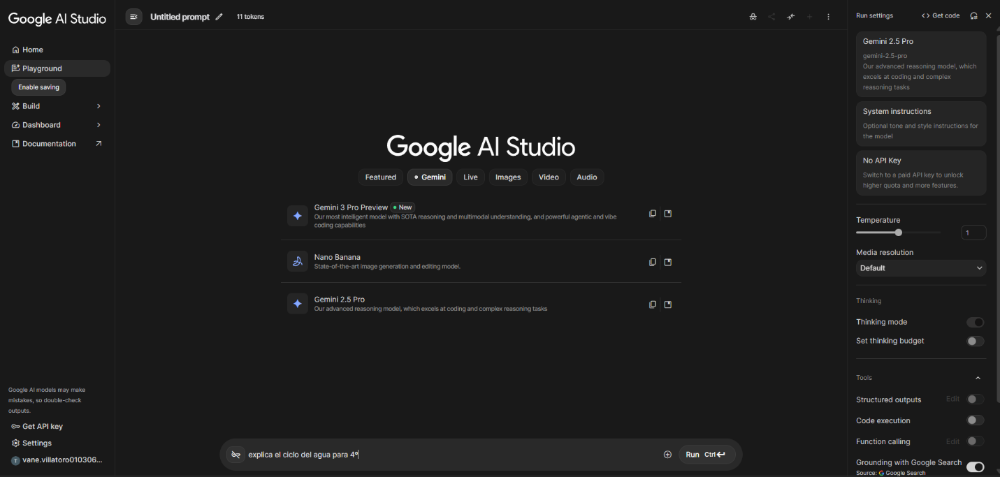 Google AI Studio
Home
Playground
Enable saving
Build
Dashboard
Documentation
Google AI models may make
mistakes, so double-check
outputs.
Get API key
Settings
T vane.villatoro010306...
Untitled prompt
11 tokens
Google AI Studio
Featured
Gemini
Live
Images
Video
Audio
Gemini 3 Pro Preview New
Our most intelligent model with SOTA reasoning and multimodal understanding, and powerful agentic and vibe
coding capabilities
Nano Banana
State-of-the-art image generation and editing model.
Gemini 2.5 Pro
Our advanced reasoning model, which excels at coding and complex reasoning tasks
explica el ciclo del agua para 4º
Run Ctrl
Run settings
Get code
Gemini 2.5 Pro
gemini-2.5-pro
Our advanced reasoning model, which
excels at coding and complex
reasoning tasks
System instructions
Optional tone and style instructions for
the model
No API Key
Switch to a paid API key to unlock
higher quota and more features.
Temperature
1
Media resolution
Default
Thinking
Thinking mode
Set thinking budget
Tools
Structured outputs Edit
Code execution
Function calling Edit
Grounding with Google Search
Source: Google Search